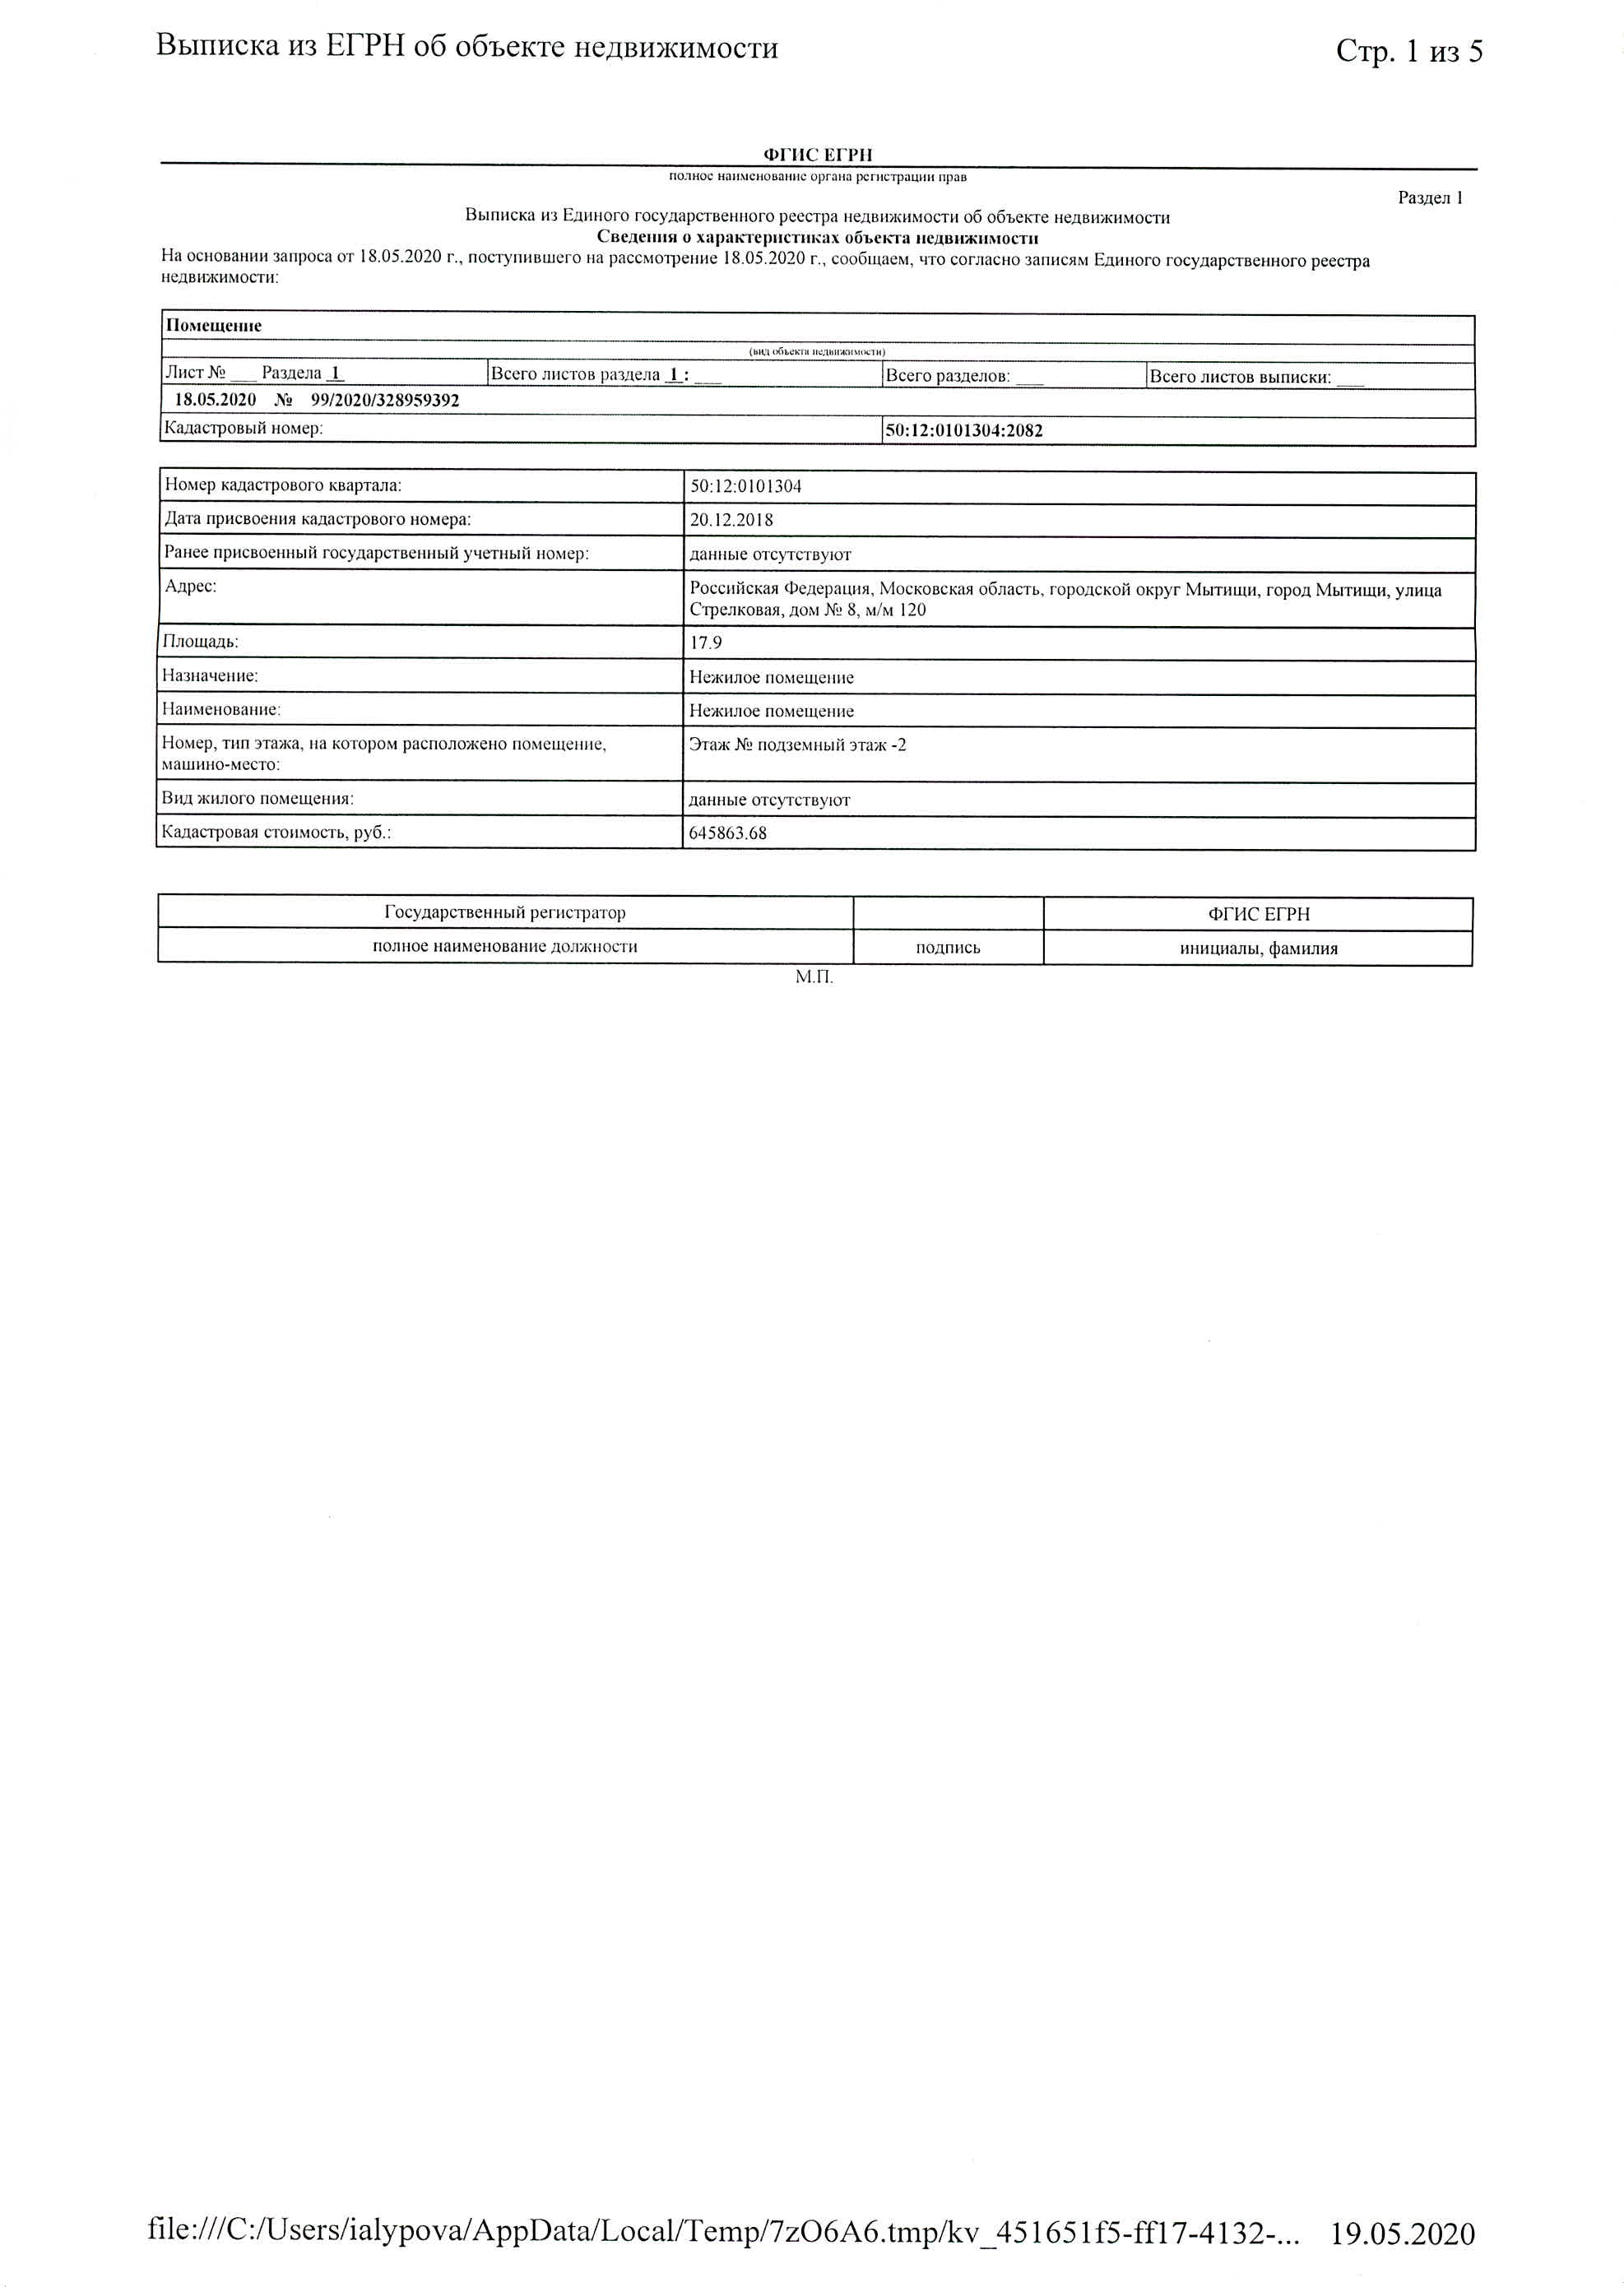 Выписка из ЕГРН об объекте недвижимости Стр. 1 из 5
ФГИС ЕГРН
полное наименование органа регистрации прав
Раздел 1
Выписка из Единого государственного реестра недвижимости об объекте недвижимости
Сведения о характеристиках объекта недвижимости
На основании запроса от 18.05.2020 г., поступившего на рассмотрение 18.05.2020 г., сообщаем, что согласно записям Единого государственного реестра
недвижимости:
Помещение
(вид объекта недвижимости)
Лист № ___ Раздела 1 Всего листов раздела 1 : ___ Всего разделов: ___ Всего листов выписки: ___
18.05.2020 № 99/2020/328959392
Кадастровый номер: 50:12:0101304:2082
Номер кадастрового квартала: 50:12:0101304
Дата присвоения кадастрового номера: 20.12.2018
Ранее присвоенный государственный учетный номер: данные отсутствуют
Адрес: Российская Федерация, Московская область, городской округ Мытищи, город Мытищи, улица
Стрелковая, дом № 8, м/м 120
Площадь: 17.9
Назначение: Нежилое помещение
Наименование: Нежилое помещение
Номер, тип этажа, на котором расположено помещение, Этаж № подземный этаж -2
машино-место:
Вид жилого помещения: данные отсутствуют
Кадастровая стоимость, руб.: 645863.68
Государственный регистратор ФГИС ЕГРН
полное наименование должности подпись инициалы, фамилия
М.П.
file:///C:/Users/ialypova/AppData/Local/Temp/7zO6A6.tmp/kv_451651f5-ff17-4132-... 19.05.2020